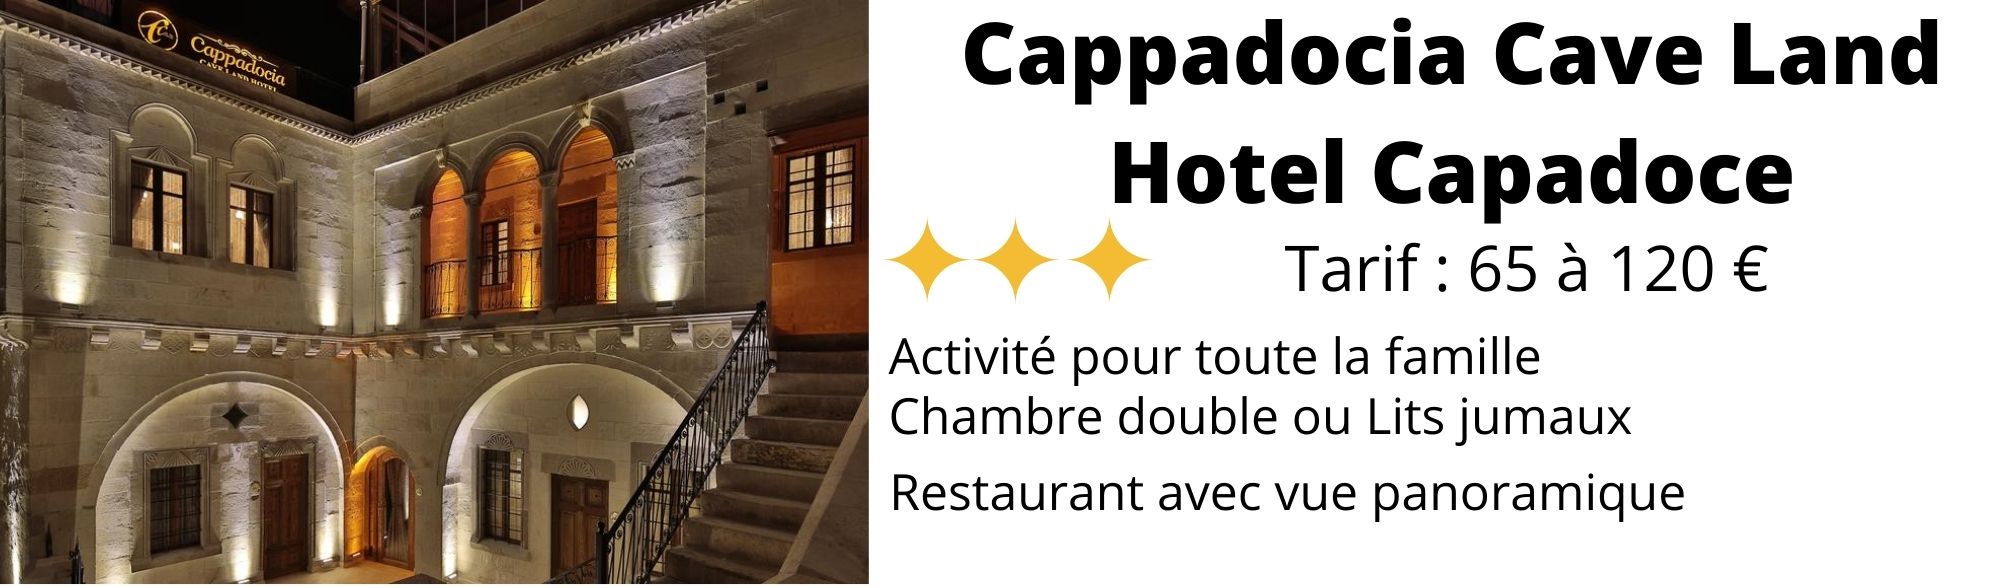 Cappadocia
CAVE LAND HOTEL
Cappadocia Cave Land
Hotel Capadoce
Tarif : 65 à 120 €
Activité pour toute la famille
Chambre double ou Lits jumaux
Restaurant avec vue panoramique